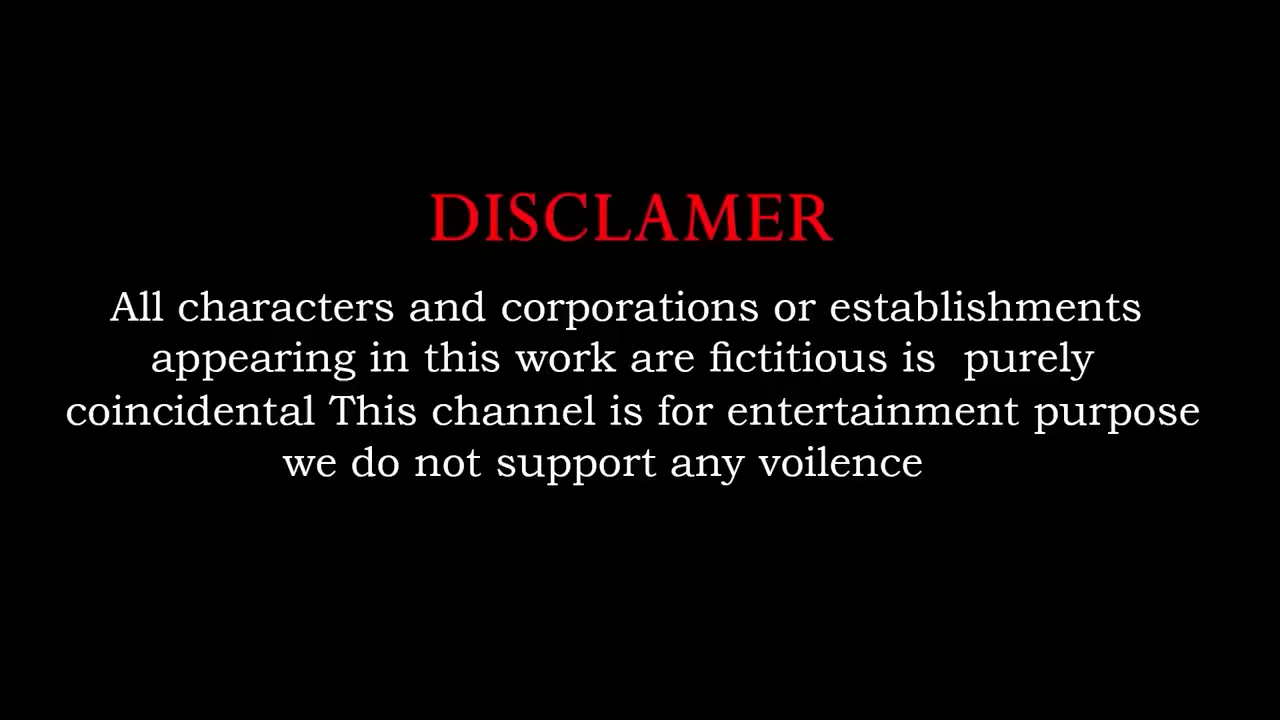 DISCLAMER
All characters and corporations or establishments
appearing in this work are fictitious is  purely
coincidental This channel is for entertainment purpose
we do not support any voilence